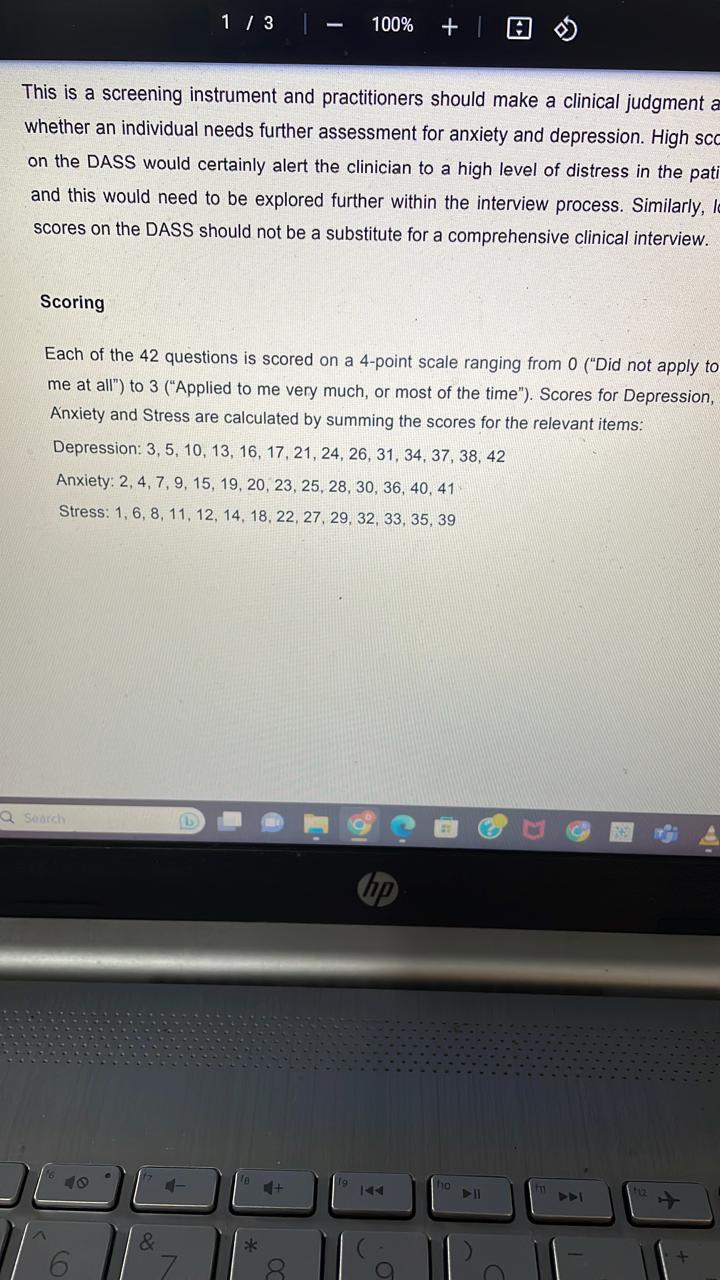 1 / 3 | − 100% + |
This is a screening instrument and practitioners should make a clinical judgment a
whether an individual needs further assessment for anxiety and depression. High sco
on the DASS would certainly alert the clinician to a high level of distress in the pati
and this would need to be explored further within the interview process. Similarly, lo
scores on the DASS should not be a substitute for a comprehensive clinical interview.
Scoring
Each of the 42 questions is scored on a 4-point scale ranging from 0 (“Did not apply to
me at all”) to 3 (“Applied to me very much, or most of the time”). Scores for Depression,
Anxiety and Stress are calculated by summing the scores for the relevant items:
Depression: 3, 5, 10, 13, 16, 17, 21, 24, 26, 31, 34, 37, 38, 42
Anxiety: 2, 4, 7, 9, 15, 19, 20, 23, 25, 28, 30, 36, 40, 41
Stress: 1, 6, 8, 11, 12, 14, 18, 22, 27, 29, 32, 33, 35, 39
Search
hp
f6 f7 f8 f9 f10 f11 f12
^ & * ( ) − +
6 7 8 9 0